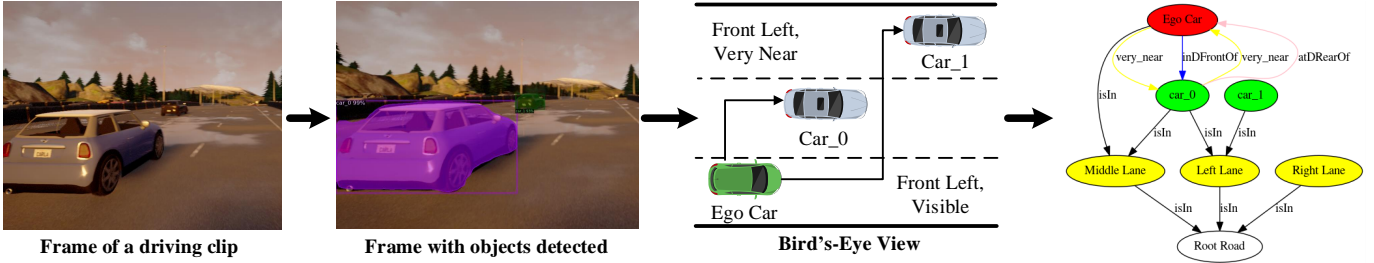 car_0 99%
Front Left,
Very Near
Car_1
Car_0
Ego Car
Front Left,
Visible
Ego Car
very_near
inDFrontOf
very_near
atDRearOf
isIn
car_0
car_1
isIn
isIn
isIn
Middle Lane
Left Lane
Right Lane
isIn
isIn
isIn
Root Road
Frame of a driving clip
Frame with objects detected
Bird's-Eye View